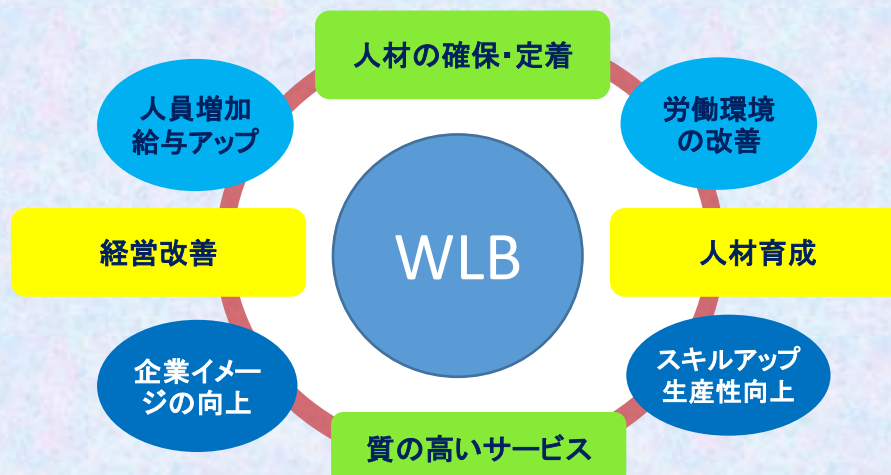 人材の確保・定着
人員増加
給与アップ
労働環境
の改善
経営改善
WLB
人材育成
企業イメー
ジの向上
スキルアップ
生産性向上
質の高いサービス